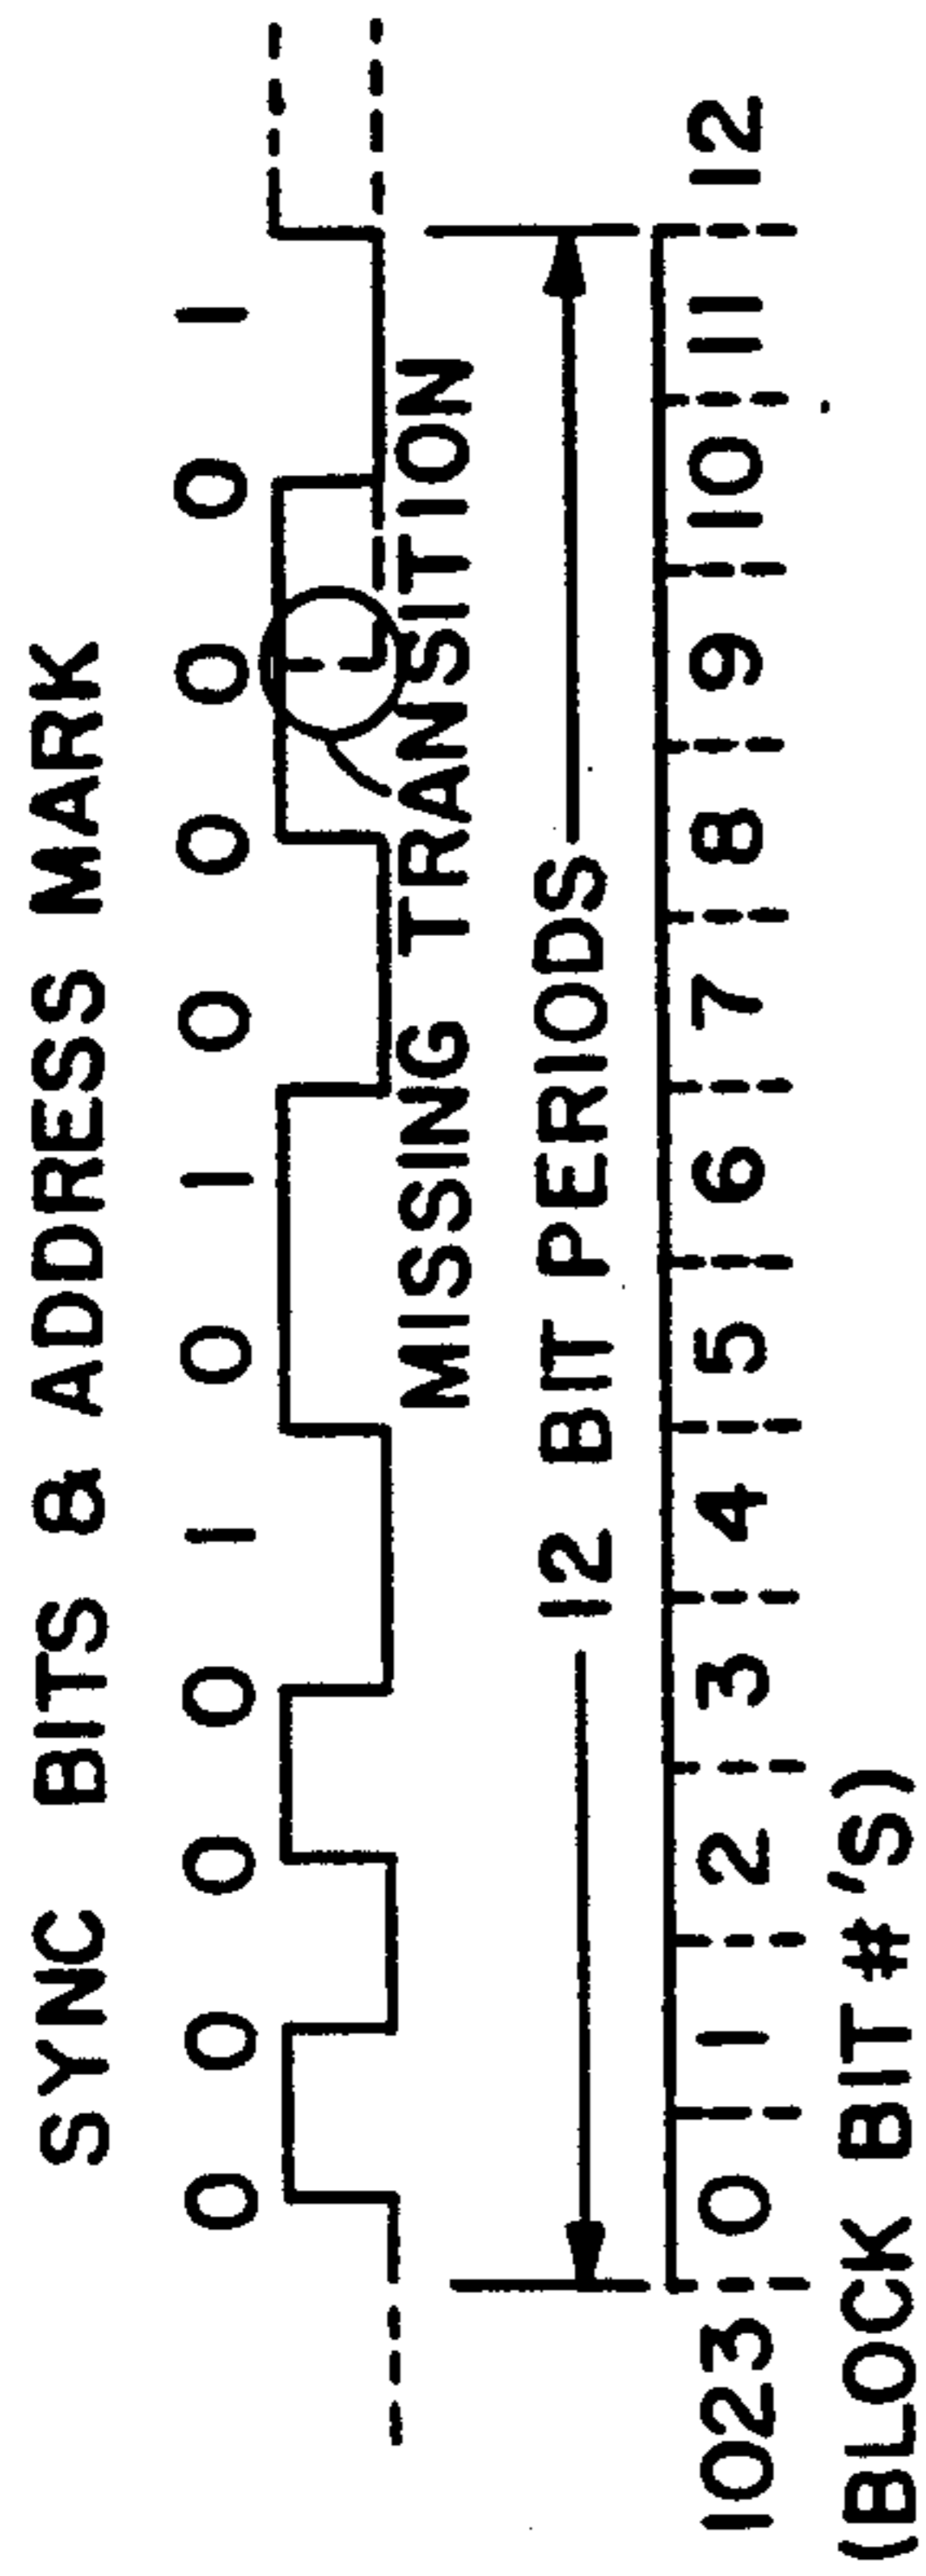 SYNC BITS & ADDRESS MARK
0 0 0 0 1 0 1 0 0 0 0 1
MISSING TRANSITION
12 BIT PERIODS
1023 0 1 2 3 4 5 6 7 8 9 10 11 12
(BLOCK BIT #'S)